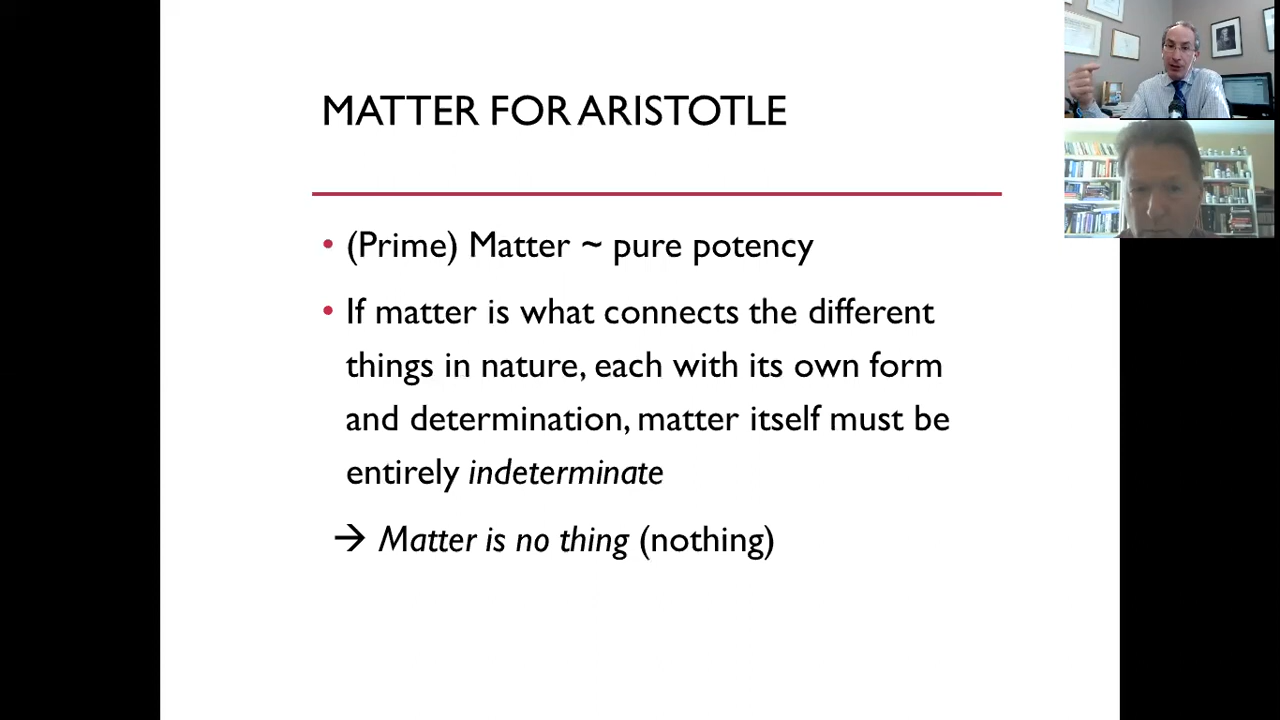 MATTER FOR ARISTOTLE
• (Prime) Matter ~ pure potency
• If matter is what connects the different
things in nature, each with its own form
and determination, matter itself must be
entirely indeterminate
→ Matter is no thing (nothing)